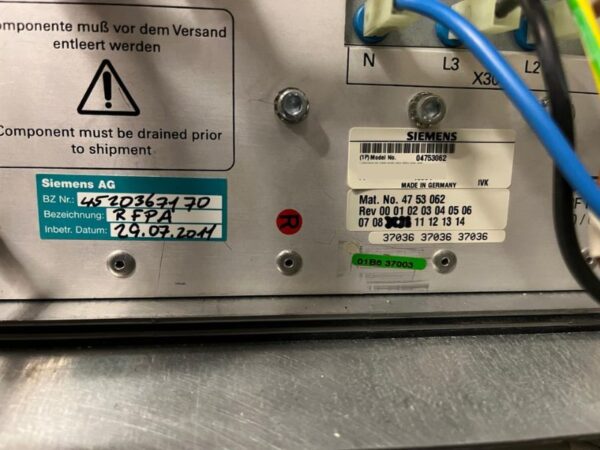 omponente muß vor dem Versand
entleert werden
Component must be drained prior
to shipment
N L3 L2
X30
Siemens AG
BZ Nr.: 4520367170
Bezeichnung: RFPA
Inbetr. Datum: 29.07.2011
R
SIEMENS
(1P) Model No. 04753062
MADE IN GERMANY IVK
Mat. No. 47 53 062
Rev 00 01 02 03 04 05 06
07 08 11 12 13 14
37036 37036 37036
01B6 37003